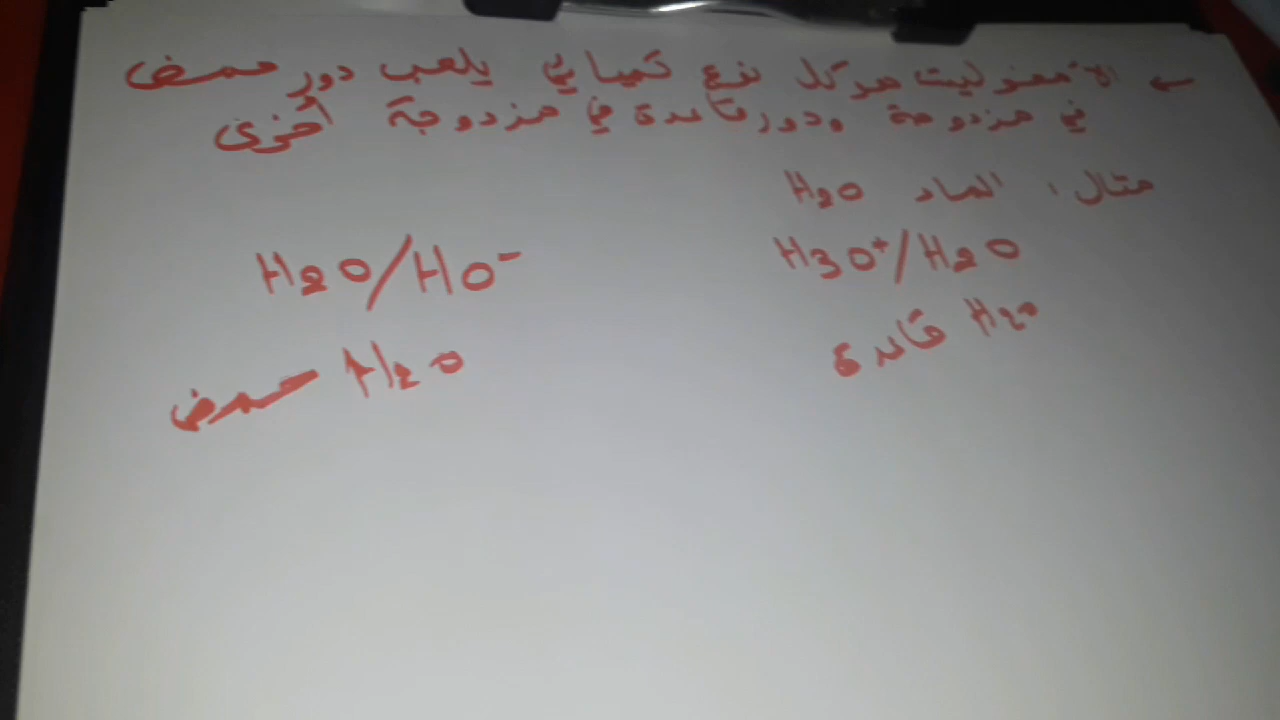 ← الأمفوليت هو كل نوع كيميائي يلعب دور حمض
في مزدوجة ودور قاعدة في مزدوجة أخرى
مثال: الماء H₂O
H₃O⁺/H₂O
H₂O/HO⁻
H₂O قاعدة
H₂O حمض